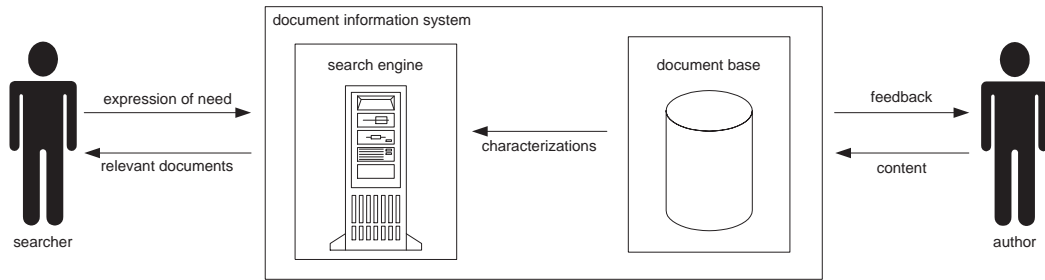 document information system
search engine
document base
expression of need
feedback
characterizations
relevant documents
content
searcher
author